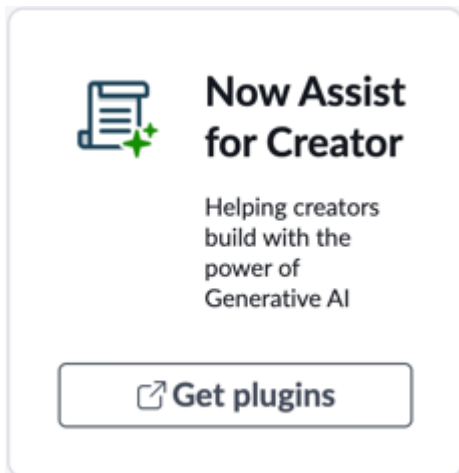 Now Assist
for Creator
Helping creators
build with the
power of
Generative AI
Get plugins